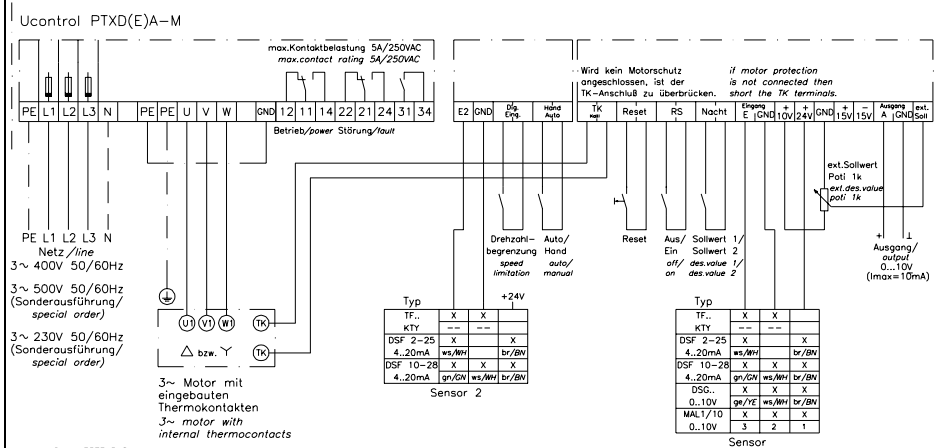 Ucontrol PTXD(E)A-M
max.Kontaktbelastung 5A/250VAC
max.contact rating 5A/250VAC
Wird kein Motorschutz
angeschlossen, ist der
TK-Anschluß zu überbrücken.
if motor protection
is not connected then
short the TK terminals.
PE L1 L2 L3 N PE PE U V W GND 12 11 14 22 21 24 31 34
Betrieb/power Störung/fault
E2 GND Dig. Eing. Hand Auto
TK Reset RS Nacht Eingang E GND + 10V + 24V GND + 15V - 15V Ausgang A GND ext. Soll
PE L1 L2 L3 N
Netz/line
3~ 400V 50/60Hz
3~ 500V 50/60Hz
(Sonderausführung/
special order)
3~ 230V 50/60Hz
(Sonderausführung/
special order)
U1 V1 W1 TK
△ bzw. Y TK
3~ Motor mit
eingebauten
Thermokontakten
3~ motor with
internal thermocontacts
Drehzahl-
begrenzung
speed
limitation
Auto/
Hand
auto/
manual
Reset
Aus/
Ein
off/
on
Sollwert 1/
Sollwert 2
des.value 1/
des.value 2
ext.Sollwert
Poti 1k
ext.des.value
poti 1k
+ ⊥
Ausgang/
output
0...10V
(Imax=10mA)
+24V
Typ
TF.. X X
KTY -- --
DSF 2-25 X X
4..20mA ws/WH br/BN
DSF 10-28 X X X
4..20mA gn/GN ws/WH br/BN
Sensor 2
Typ
TF.. X X
KTY -- --
DSF 2-25 X X
4..20mA ws/WH br/BN
DSF 10-28 X X X
4..20mA gn/GN ws/WH br/BN
DSG.. X X X
0..10V ge/YE ws/WH br/BN
MAL1/10 X X X
0..10V 3 2 1
Sensor